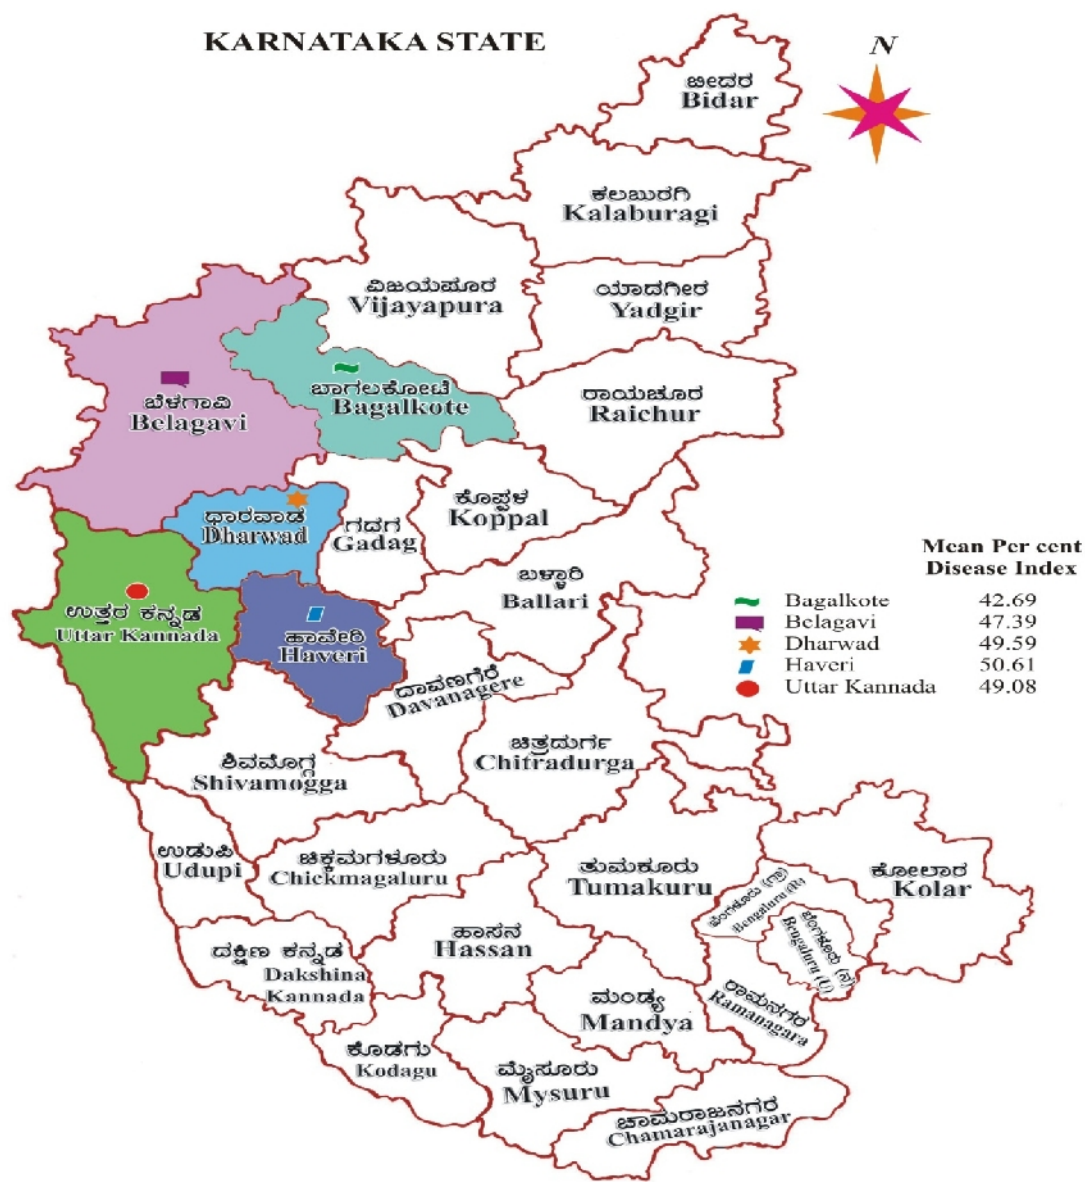 KARNATAKA STATE
N
ಬೀದರ
Bidar
ಕಲಬುರಗಿ
Kalaburagi
ವಿಜಯಪೂರ
Vijayapura
ಯಾದಗೀರ
Yadgir
ಬಾಗಲಕೋಟೆ
Bagalkote
ರಾಯಚೂರ
Raichur
ಬೆಳಗಾವಿ
Belagavi
ಧಾರವಾಡ
Dharwad
ಗದಗ
Gadag
ಕೊಪ್ಪಳ
Koppal
ಬಳ್ಳಾರಿ
Ballari
ಉತ್ತರ ಕನ್ನಡ
Uttar Kannada
ಹಾವೇರಿ
Haveri
Mean Per cent
Disease Index
Bagalkote 42.69
Belagavi 47.39
Dharwad 49.59
Haveri 50.61
Uttar Kannada 49.08
ದಾವಣಗೆರೆ
Davanagere
ಶಿವಮೊಗ್ಗ
Shivamogga
ಚಿತ್ರದುರ್ಗ
Chitradurga
ಉಡುಪಿ
Udupi
ಚಿಕ್ಕಮಗಳೂರು
Chickmagaluru
ತುಮಕೂರು
Tumakuru
ಕೋಲಾರ
Kolar
ಬೆಂಗಳೂರು (ಗ್ರಾ)
Bengaluru (R)
ಬೆಂಗಳೂರು (ನ)
Bengaluru (U)
ದಕ್ಷಿಣ ಕನ್ನಡ
Dakshina
Kannada
ಹಾಸನ
Hassan
ಮಂಡ್ಯ
Mandya
ರಾಮನಗರ
Ramanagara
ಕೊಡಗು
Kodagu
ಮೈಸೂರು
Mysuru
ಚಾಮರಾಜನಗರ
Chamarajanagar